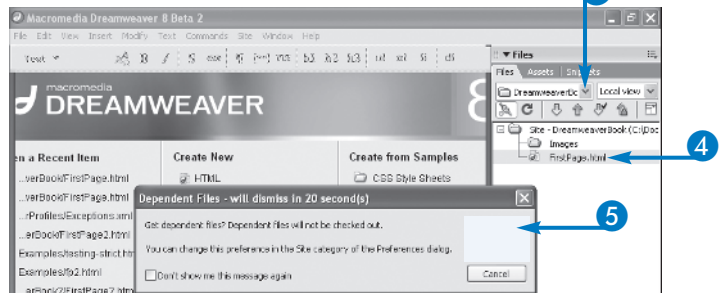 Macromedia Dreamweaver 8 Beta 2
File Edit View Insert Modify Text Commands Site Window Help
Text
Files
Files Assets Snippets
DreamweaverBo Local view
macromedia
DREAMWEAVER 8
Site - DreamweaverBook (C:\Doc
Images
FirstPage.html
4
en a Recent Item
Create New
Create from Samples
...verBook/FirstPage.html
HTML
CSS Style Sheets
...verBook/FirstPage.html
...rProfiles/Exceptions.xml
...erBook/FirstPage2.html
Examples/testing-strict.htm
Examples/fp2.html
...erBook2/FirstPage2.htm
Dependent Files - will dismiss in 20 second(s)
Get dependent files? Dependent files will not be checked out.
You can change this preference in the Site category of the Preferences dialog.
Don't show me this message again
Cancel
5